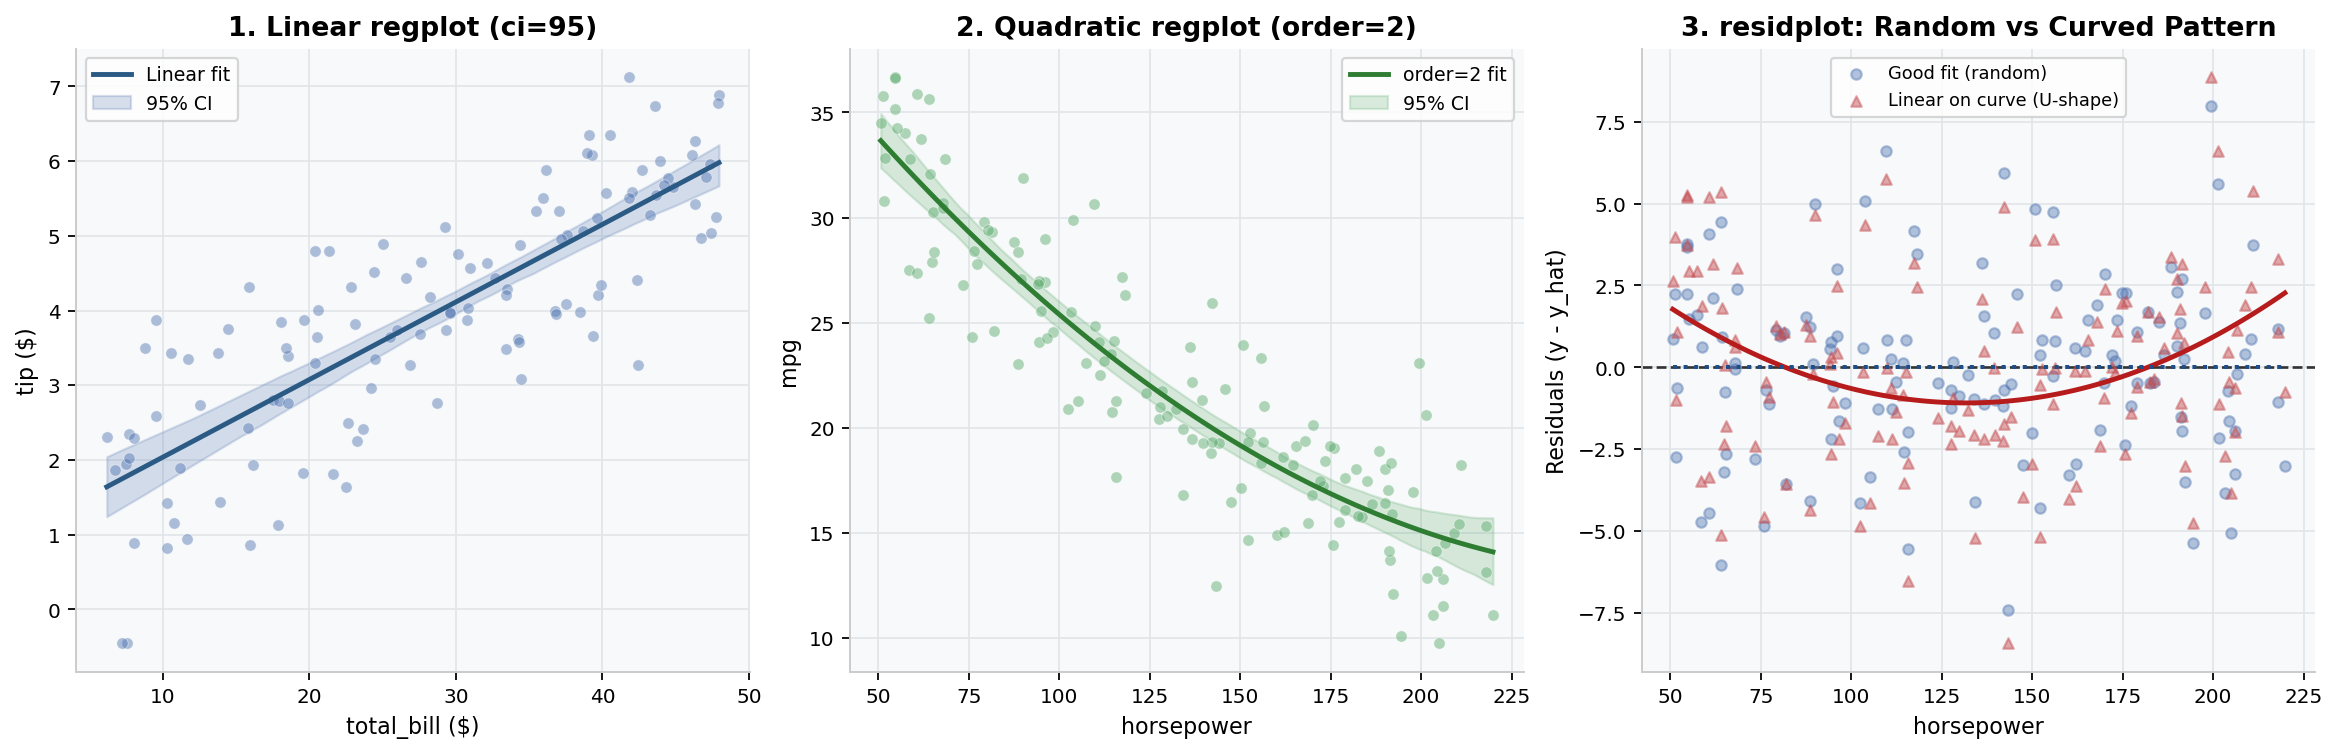 1. Linear regplot (ci=95)
Linear fit
95% CI
7
6
5
4
3
2
1
0
tip ($)
10
20
30
40
50
total_bill ($)
2. Quadratic regplot (order=2)
order=2 fit
95% CI
35
30
25
20
15
10
mpg
50
75
100
125
150
175
200
225
horsepower
3. residplot: Random vs Curved Pattern
Good fit (random)
Linear on curve (U-shape)
7.5
5.0
2.5
0.0
−2.5
−5.0
−7.5
Residuals (y - y_hat)
50
75
100
125
150
175
200
225
horsepower